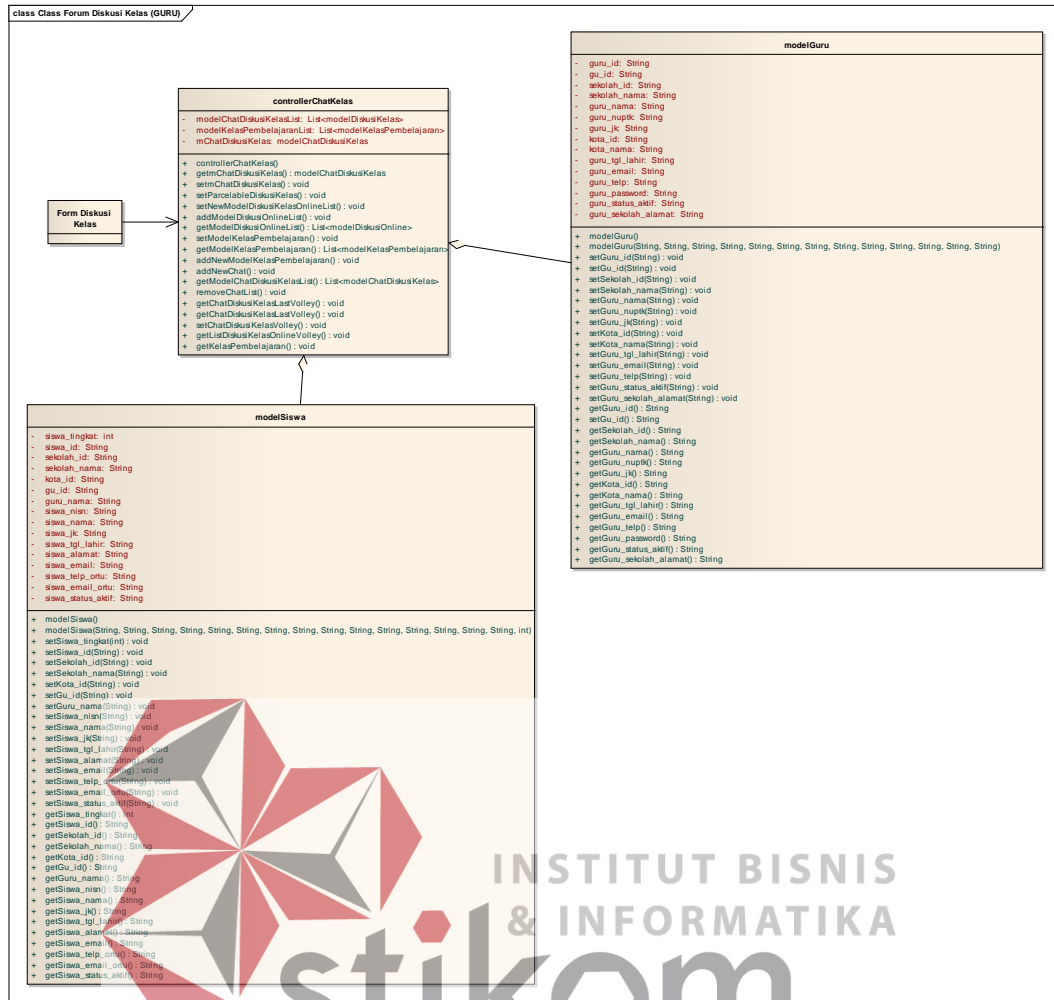 class Class Forum Diskusi Kelas (GURU)
Form Diskusi
Kelas
controllerChatKelas
- modelChatDiskusiKelasList: List<modelDiskusiKelas>
- modelKelasPembelajaranList: List<modelKelasPembelajaran>
- mChatDiskusiKelas: modelChatDiskusiKelas
+ controllerChatKelas()
+ getmChatDiskusiKelas() : modelChatDiskusiKelas
+ setmChatDiskusiKelas() : void
+ setParcelableDiskusiKelas() : void
+ setNewModelDiskusiKelasOnlineList() : void
+ addModelDiskusiOnlineList() : void
+ getModelDiskusiOnlineList() : List<modelDiskusiOnline>
+ setModelKelasPembelajaran() : void
+ getModelKelasPembelajaran() : List<modelKelasPembelajaran>
+ addNewModelKelasPembelajaran() : void
+ addNewChat() : void
+ getModelChatDiskusiKelasList() : List<modelChatDiskusiKelas>
+ removeChatList() : void
+ getChatDiskusiKelasLastVolley() : void
+ getChatDiskusiKelasLastVolley() : void
+ setChatDiskusiKelasVolley() : void
+ getListDiskusiKelasOnlineVolley() : void
+ getKelasPembelajaran() : void
modelGuru
- guru_id: String
- gu_id: String
- sekolah_id: String
- sekolah_nama: String
- guru_nama: String
- guru_nuptk: String
- guru_jk: String
- kota_id: String
- kota_nama: String
- guru_tgl_lahir: String
- guru_email: String
- guru_telp: String
- guru_password: String
- guru_status_aktif: String
- guru_sekolah_alamat: String
+ modelGuru()
+ modelGuru(String, String, String, String, String, String, String, String, String, String, String, String, String, String)
+ setGuru_id(String) : void
+ setGu_id(String) : void
+ setSekolah_id(String) : void
+ setSekolah_nama(String) : void
+ setGuru_nama(String) : void
+ setGuru_nuptk(String) : void
+ setGuru_jk(String) : void
+ setKota_id(String) : void
+ setKota_nama(String) : void
+ setGuru_tgl_lahir(String) : void
+ setGuru_email(String) : void
+ setGuru_telp(String) : void
+ setGuru_status_aktif(String) : void
+ setGuru_sekolah_alamat(String) : void
+ getGuru_id() : String
+ setGu_id() : String
+ getSekolah_id() : String
+ getSekolah_nama() : String
+ getGuru_nama() : String
+ getGuru_nuptk() : String
+ getGuru_jk() : String
+ getKota_id() : String
+ getKota_nama() : String
+ getGuru_tgl_lahir() : String
+ getGuru_email() : String
+ getGuru_telp() : String
+ getGuru_password() : String
+ getGuru_status_aktif() : String
+ getGuru_sekolah_alamat() : String
modelSiswa
- siswa_tingkat: int
- siswa_id: String
- sekolah_id: String
- sekolah_nama: String
- kota_id: String
- gu_id: String
- guru_nama: String
- siswa_nisn: String
- siswa_nama: String
- siswa_jk: String
- siswa_tgl_lahir: String
- siswa_alamat: String
- siswa_email: String
- siswa_telp_ortu: String
- siswa_email_ortu: String
- siswa_status_aktif: String
+ modelSiswa()
+ modelSiswa(String, String, String, String, String, String, String, String, String, String, String, String, String, String, int)
+ setSiswa_tingkat(int) : void
+ setSiswa_id(String) : void
+ setSekolah_id(String) : void
+ setSekolah_nama(String) : void
+ setKota_id(String) : void
+ setGu_id(String) : void
+ setGuru_nama(String) : void
+ setSiswa_nisn(String) : void
+ setSiswa_nama(String) : void
+ setSiswa_jk(String) : void
+ setSiswa_tgl_lahir(String) : void
+ setSiswa_alamat(String) : void
+ setSiswa_email(String) : void
+ setSiswa_telp_ortu(String) : void
+ setSiswa_email_ortu(String) : void
+ setSiswa_status_aktif(String) : void
+ getSiswa_tingkat() : int
+ getSiswa_id() : String
+ getSekolah_id() : String
+ getSekolah_nama() : String
+ getKota_id() : String
+ getGu_id() : String
+ getGuru_nama() : String
+ getSiswa_nisn() : String
+ getSiswa_nama() : String
+ getSiswa_jk() : String
+ getSiswa_tgl_lahir() : String
+ getSiswa_alamat() : String
+ getSiswa_email() : String
+ getSiswa_telp_ortu() : String
+ getSiswa_email_ortu() : String
+ getSiswa_status_aktif() : String
INSTITUT BISNIS
& INFORMATIKA
stikom